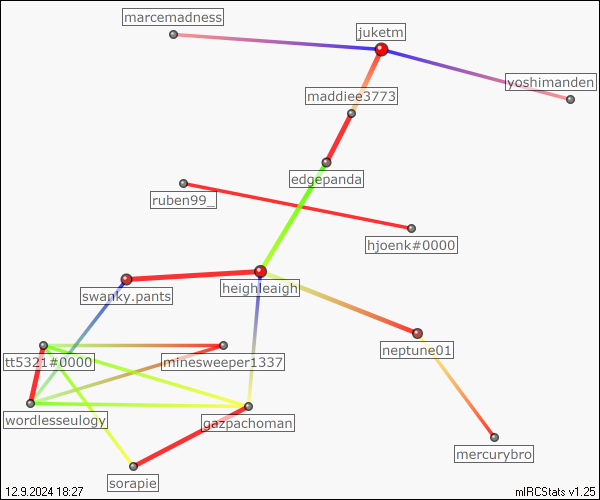 marcemadness
juketm
yoshimanden
maddiee3773
edgepanda
ruben99_
hjoenk#0000
heighleaigh
swanky.pants
neptune01
tt5321#0000
minesweeper1337
wordlesseulogy
gazpachoman
mercurybro
sorapie
12.9.2024 18:27
mIRCStats v1.25